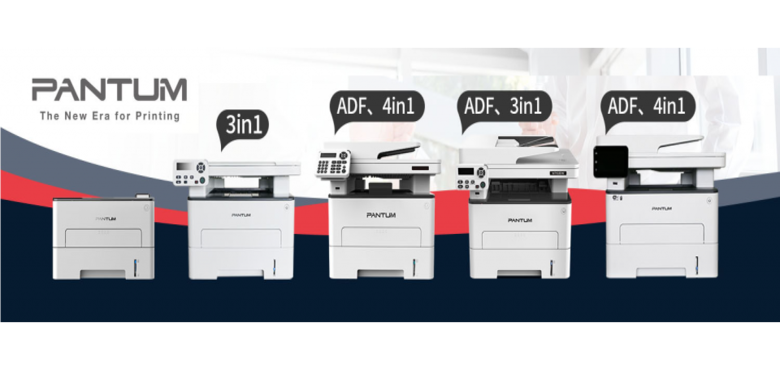 PANTUM
The New Era for Printing
3in1
ADF、4in1
ADF、3in1
ADF、4in1
PANTUM
PANTUM
PANTUM
PANTUM
PANTUM